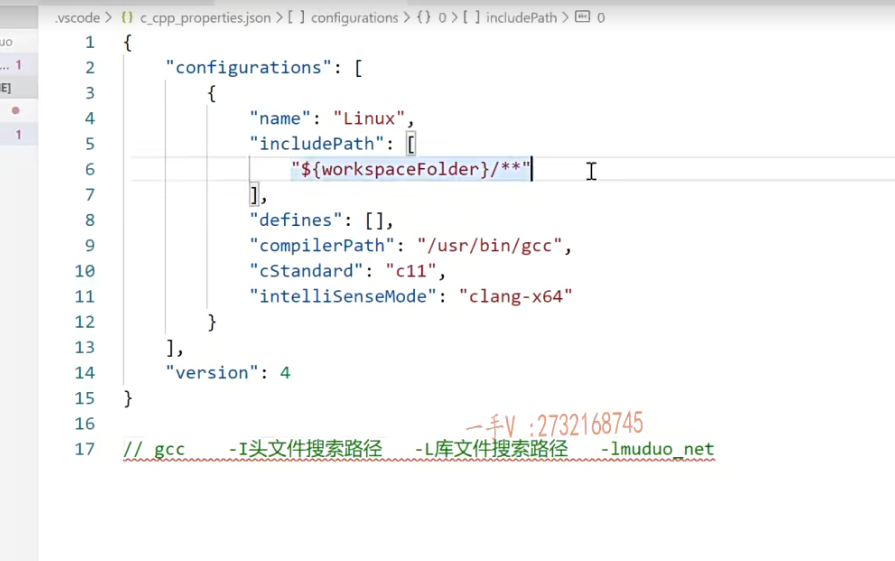 .vscode > {} c_cpp_properties.json > [ ] configurations > {} 0 > [ ] includePath > abc 0
uo
... 1
E]
1
1 {
2 "configurations": [
3 {
4 "name": "Linux",
5 "includePath": [
6 "${workspaceFolder}/**"
7 ],
8 "defines": [],
9 "compilerPath": "/usr/bin/gcc",
10 "cStandard": "c11",
11 "intelliSenseMode": "clang-x64"
12 }
13 ],
14 "version": 4
15 }
16
一手V :2732168745
17 // gcc -I头文件搜索路径 -L库文件搜索路径 -lmuduo_net